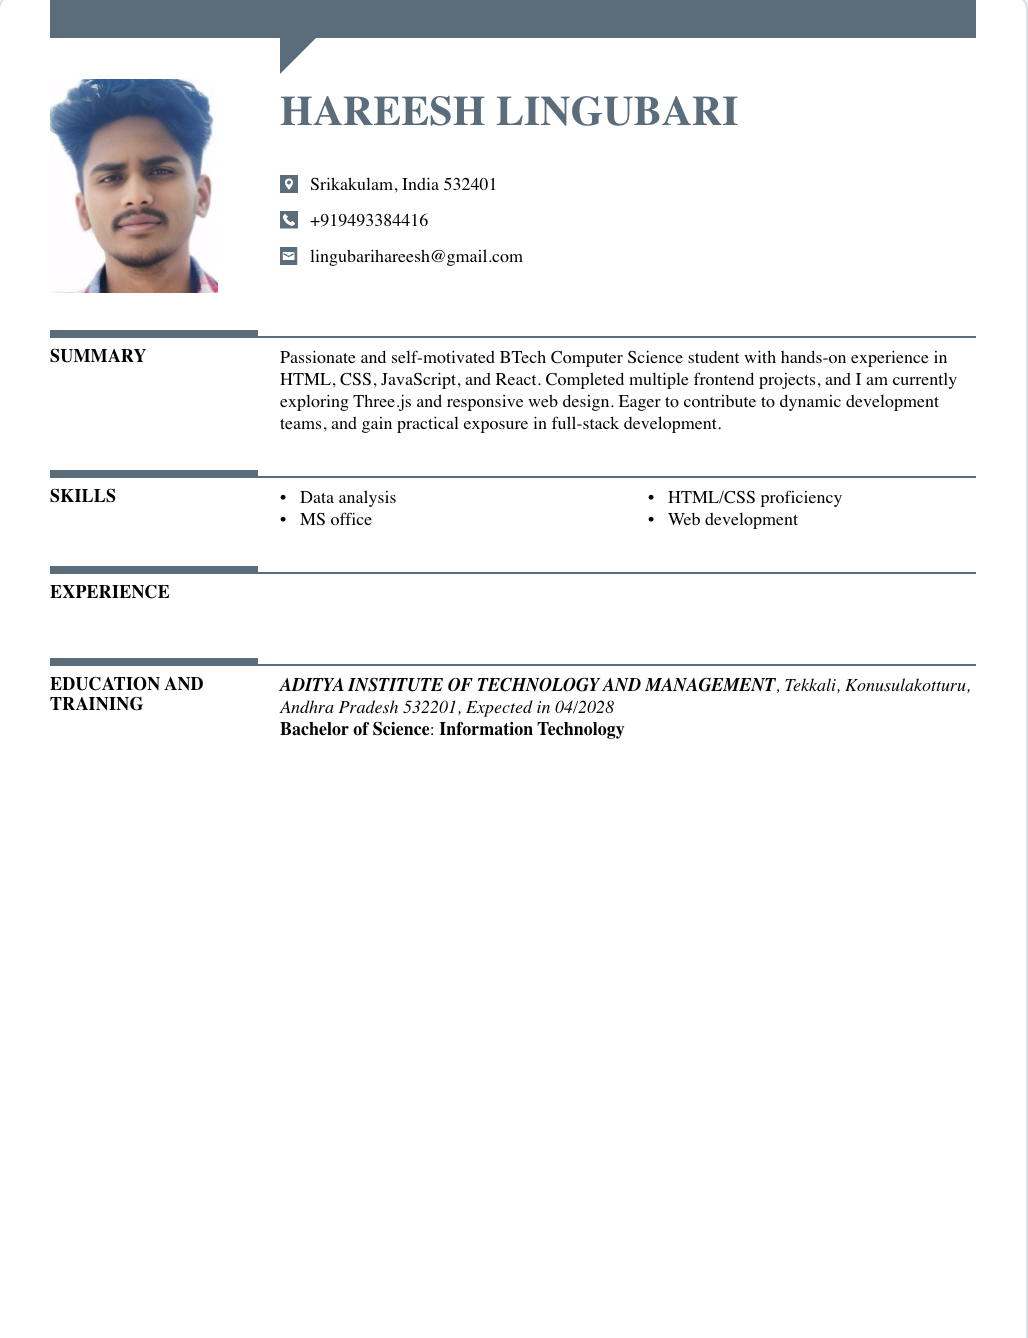 HAREESH LINGUBARI
Srikakulam, India 532401
+919493384416
lingubarihareesh@gmail.com
SUMMARY
Passionate and self-motivated BTech Computer Science student with hands-on experience in
HTML, CSS, JavaScript, and React. Completed multiple frontend projects, and I am currently
exploring Three.js and responsive web design. Eager to contribute to dynamic development
teams, and gain practical exposure in full-stack development.
SKILLS
• Data analysis
• MS office
• HTML/CSS proficiency
• Web development
EXPERIENCE
EDUCATION AND
TRAINING
ADITYA INSTITUTE OF TECHNOLOGY AND MANAGEMENT, Tekkali, Konusulakotturu,
Andhra Pradesh 532201, Expected in 04/2028
Bachelor of Science: Information Technology